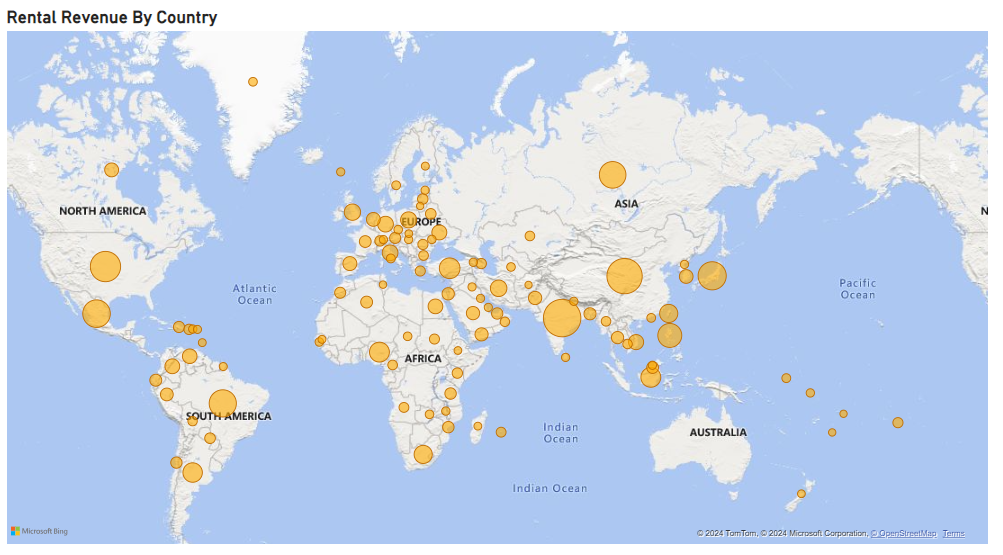 Rental Revenue By Country
ASIA
NORTH AMERICA
N
EUROPE
Atlantic
Ocean
Pacific
Ocean
AFRICA
SOUTH AMERICA
AUSTRALIA
Indian
Ocean
Indian Ocean
Microsoft Bing
© 2024 TomTom, © 2024 Microsoft Corporation, © OpenStreetMap Terms